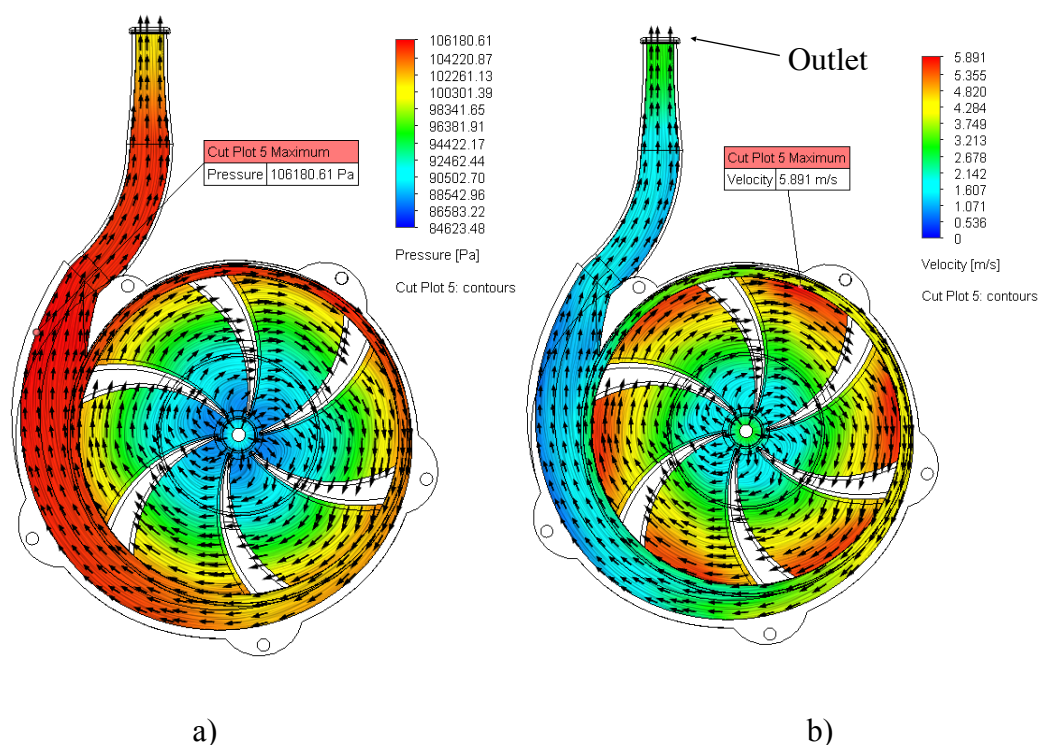 106180.61
104220.87
102261.13
100301.39
98341.65
96381.91
94422.17
92462.44
90502.70
88542.96
86583.22
84623.48
Pressure [Pa]
Cut Plot 5: contours
Cut Plot 5 Maximum
Pressure 106180.61 Pa
a)
Outlet
5.891
5.355
4.820
4.284
3.749
3.213
2.678
2.142
1.607
1.071
0.536
0
Velocity [m/s]
Cut Plot 5: contours
Cut Plot 5 Maximum
Velocity 5.891 m/s
b)